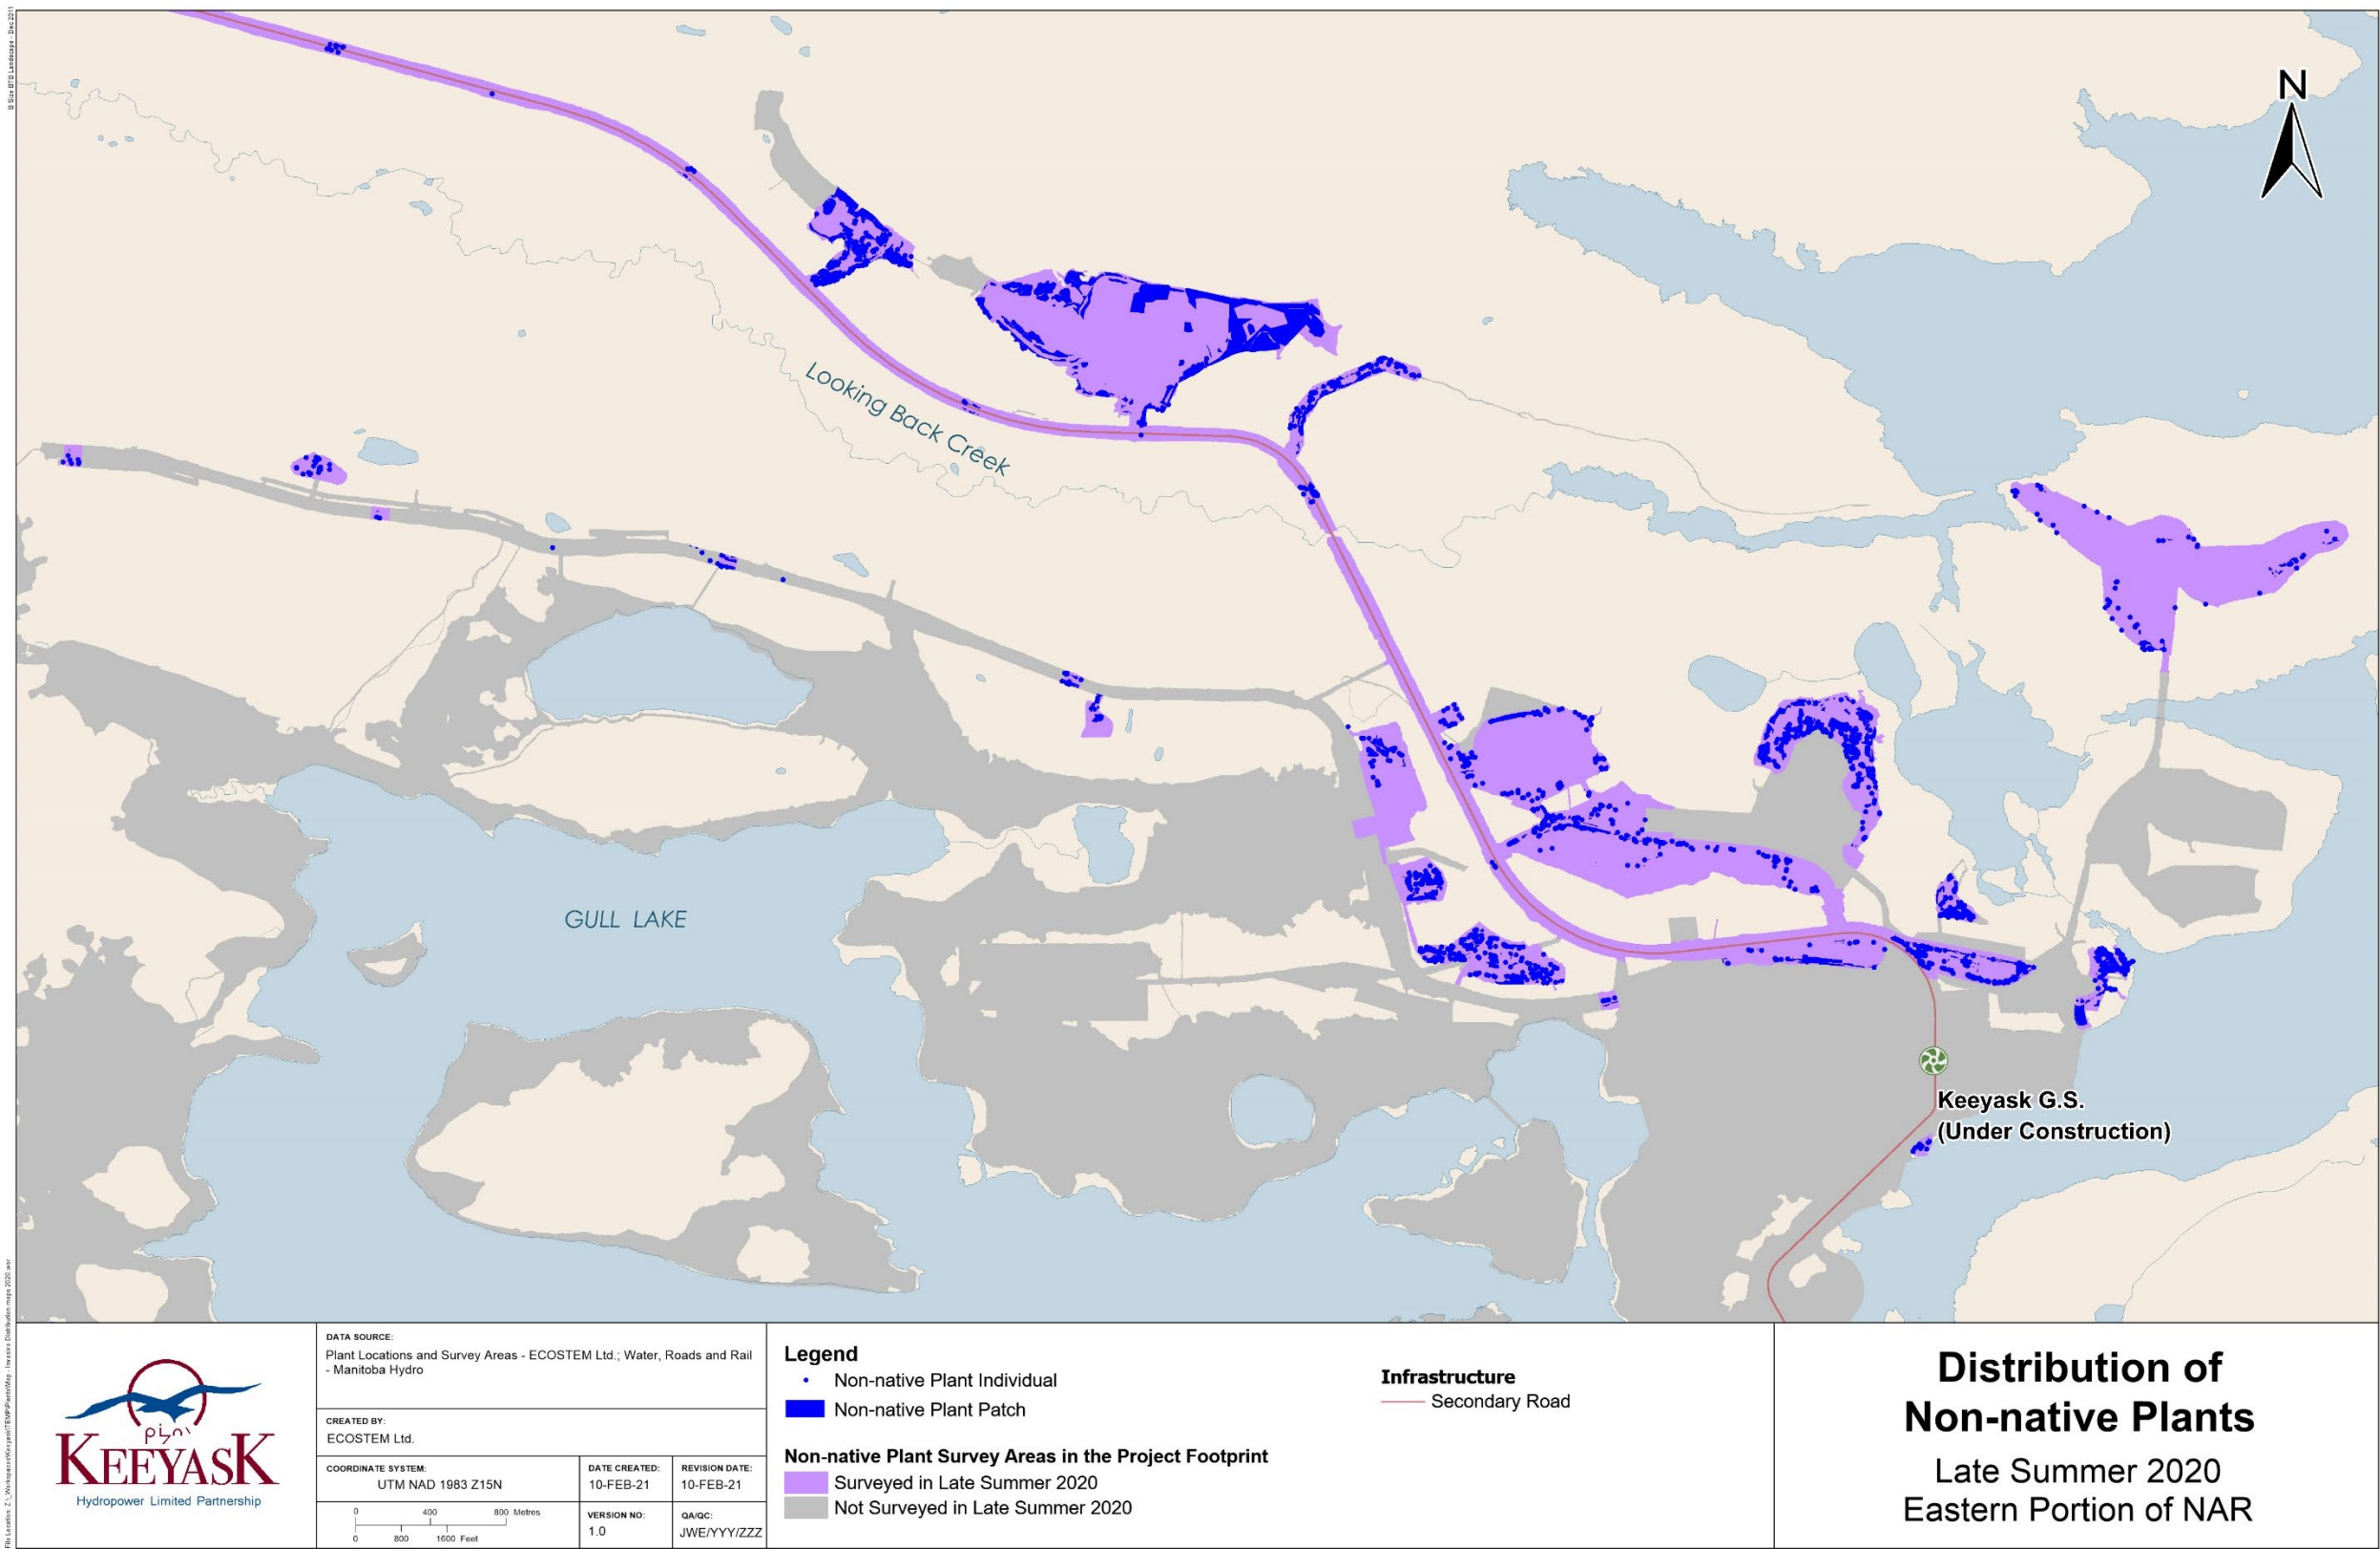 N
Looking Back Creek
GULL LAKE
Keeyask G.S.
(Under Construction)
KEEYASK
Hydropower Limited Partnership
DATA SOURCE:
Plant Locations and Survey Areas - ECOSTEM Ltd.; Water, Roads and Rail
- Manitoba Hydro
CREATED BY:
ECOSTEM Ltd.
COORDINATE SYSTEM:
UTM NAD 1983 Z15N
DATE CREATED:
10-FEB-21
REVISION DATE:
10-FEB-21
0 400 800 Metres
0 800 1600 Feet
VERSION NO:
1.0
QA/QC:
JWE/YYY/ZZZ
Legend
Non-native Plant Individual
Non-native Plant Patch
Non-native Plant Survey Areas in the Project Footprint
Surveyed in Late Summer 2020
Not Surveyed in Late Summer 2020
Infrastructure
Secondary Road
Distribution of
Non-native Plants
Late Summer 2020
Eastern Portion of NAR